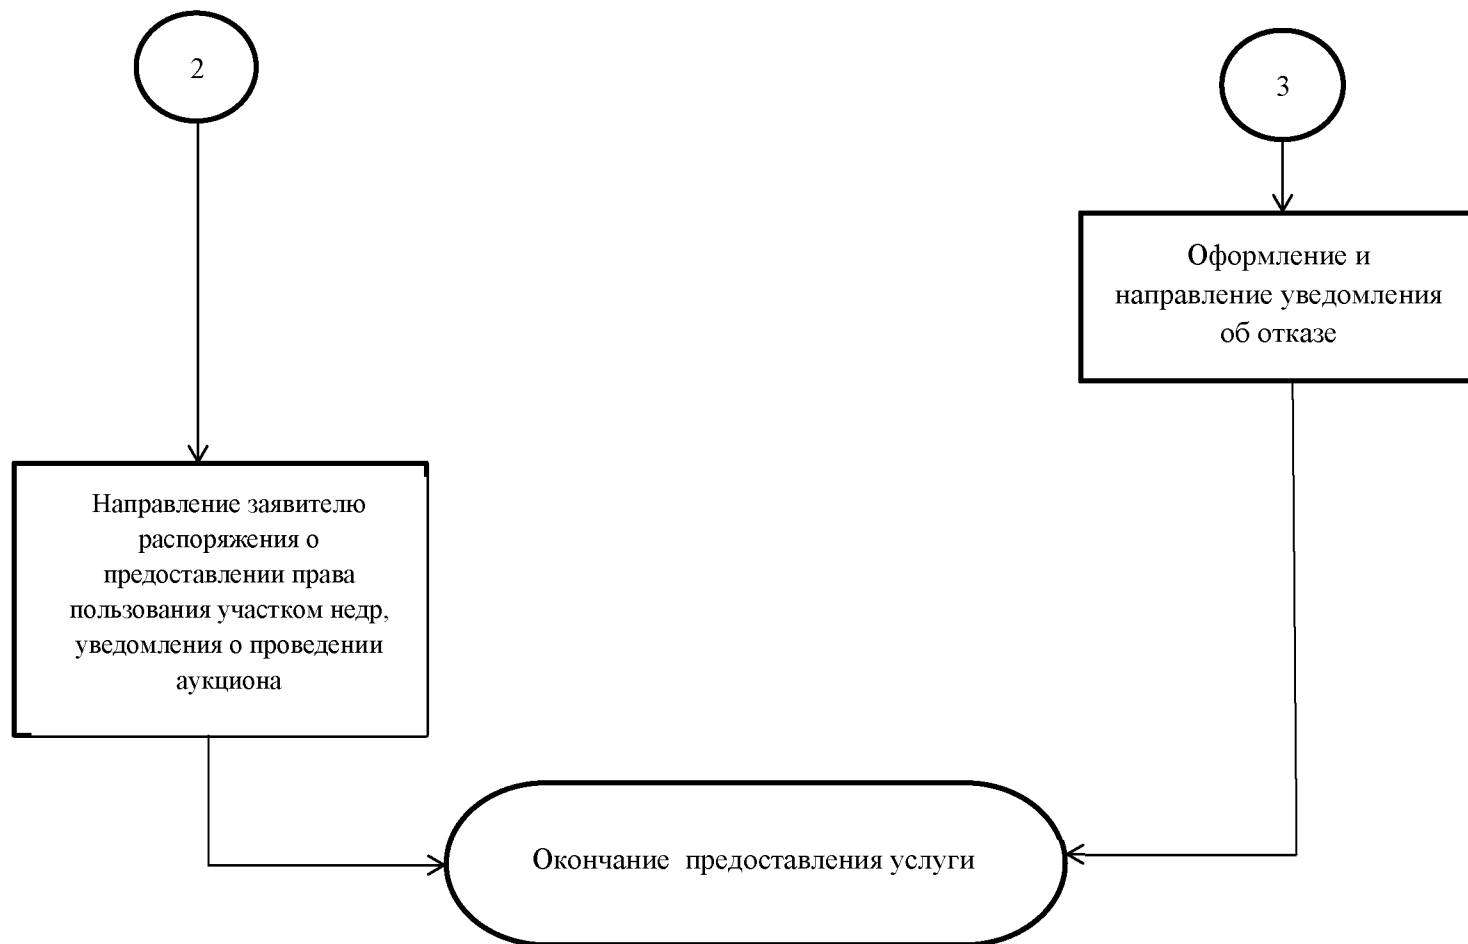 2
3
Оформление и
направление уведомления
об отказе
Направление заявителю
распоряжения о
предоставлении права
пользования участком недр,
уведомления о проведении
аукциона
Окончание предоставления услуги